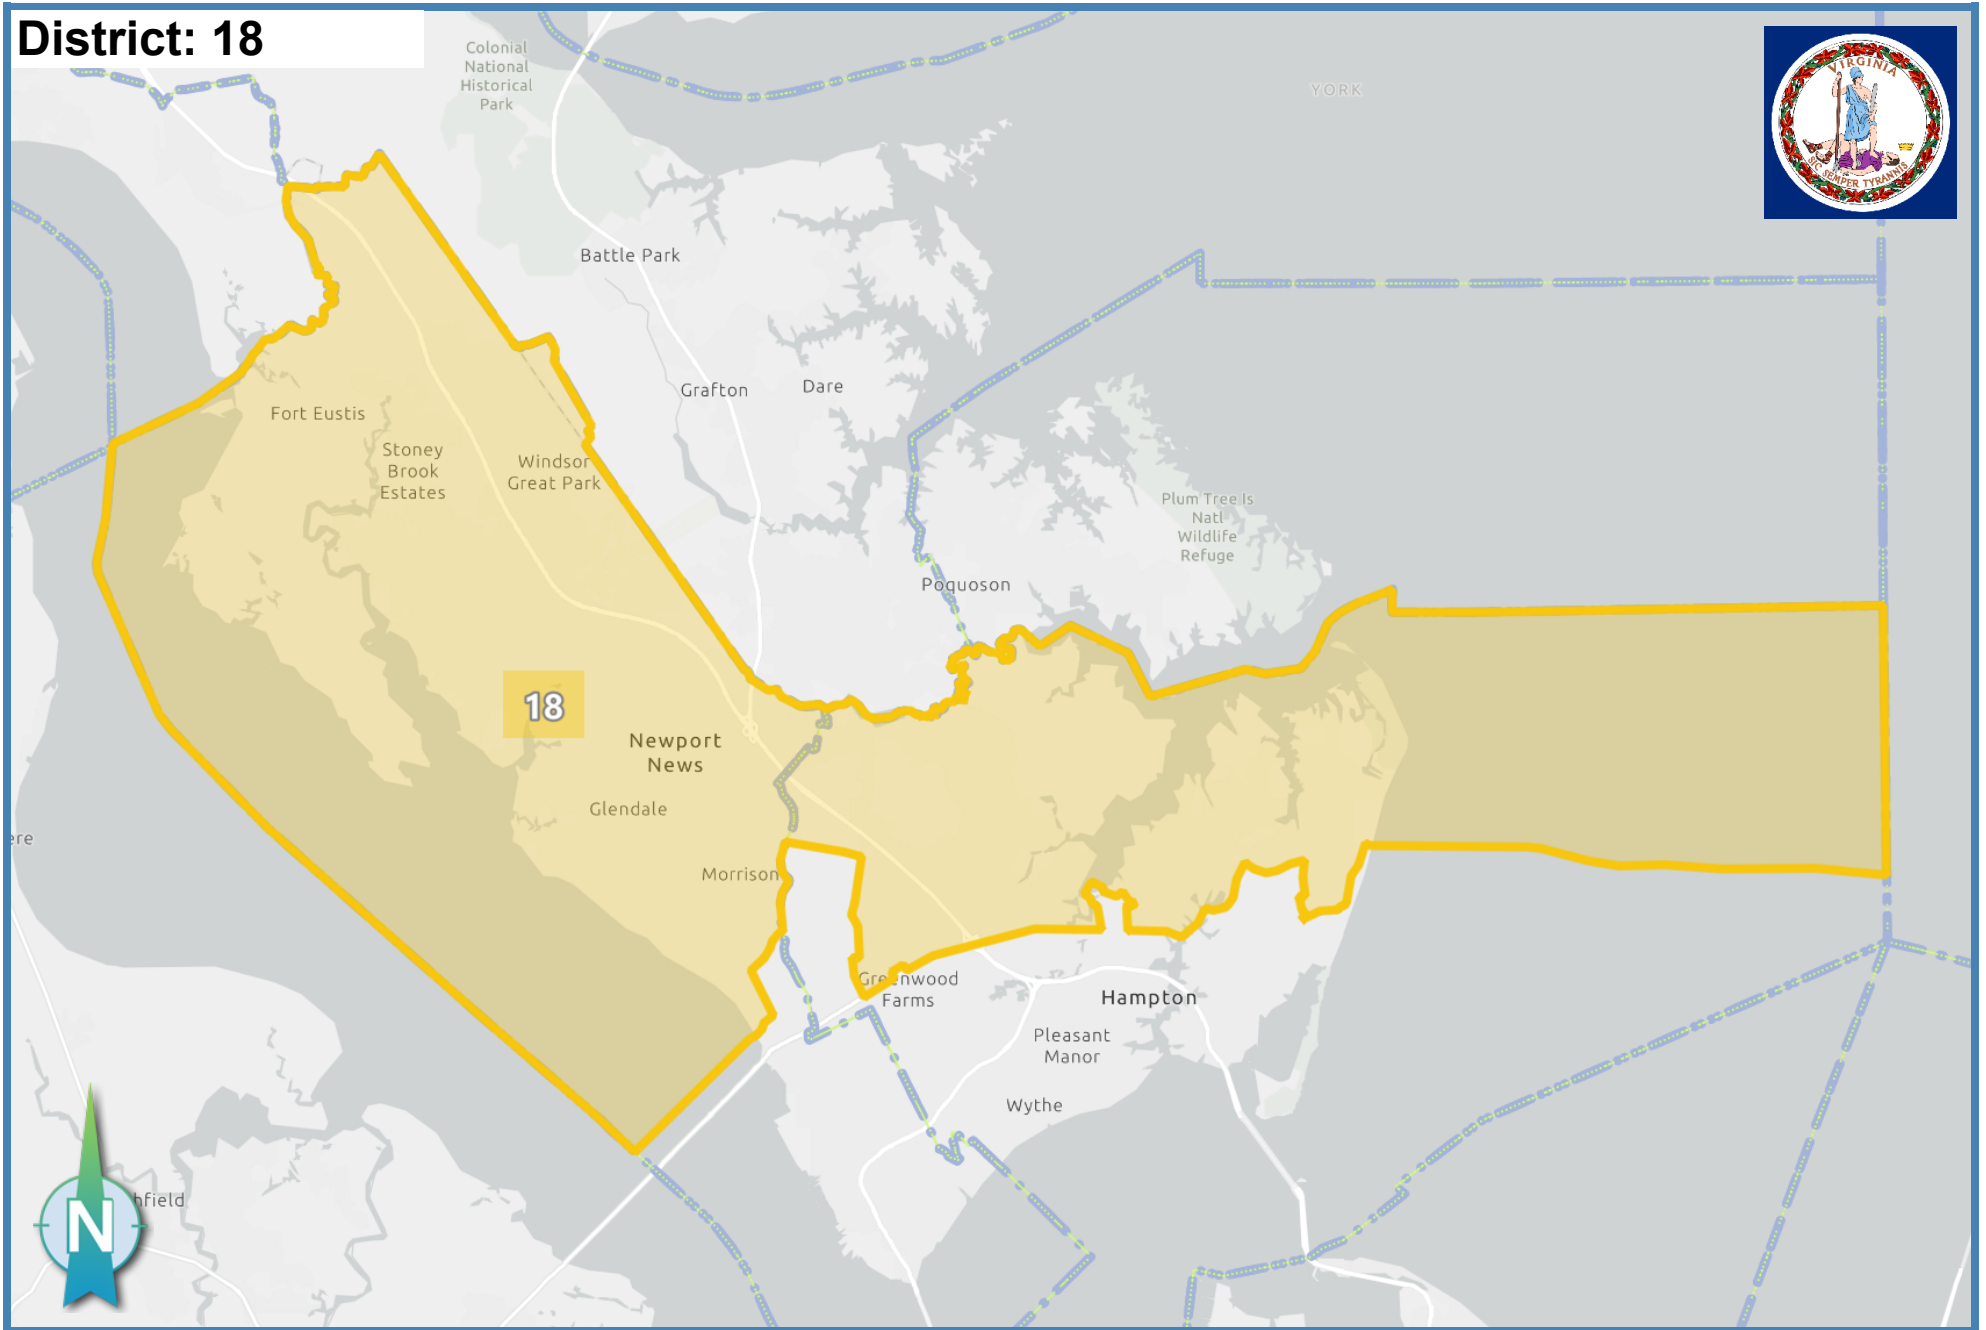 District: 18
Colonial
National
Historical
Park
YORK
VIRGINIA
SIC SEMPER TYRANNIS
Battle Park
Grafton
Dare
Fort Eustis
Stoney
Brook
Estates
Windsor
Great Park
Plum Tree Is
Natl
Wildlife
Refuge
Poquoson
18
Newport
News
Glendale
ere
Morrison
Greenwood
Farms
Hampton
Pleasant
Manor
Wythe
hfield
N